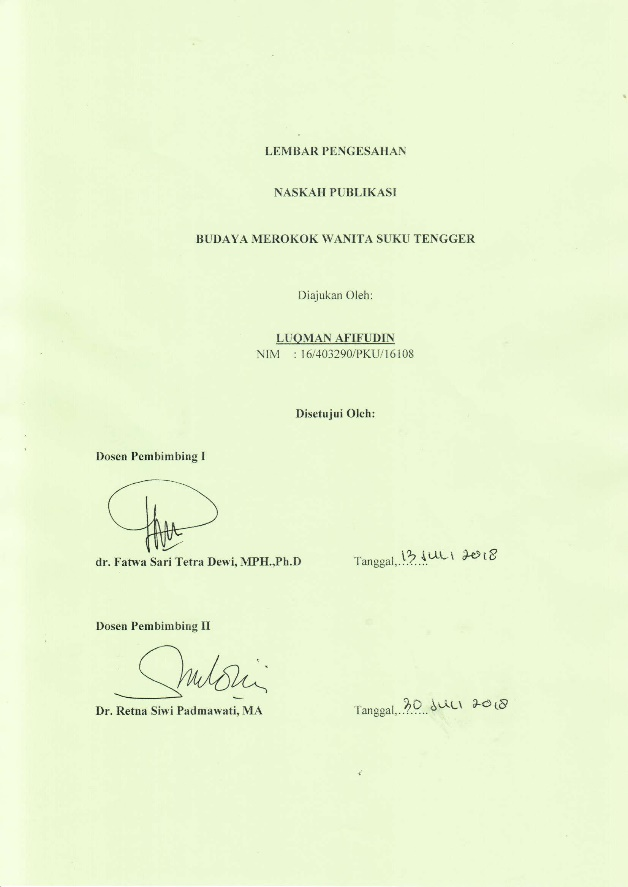 LEMBAR PENGESAHAN
NASKAH PUBLIKASI
BUDAYA MEROKOK WANITA SUKU TENGGER
Diajukan Oleh:
LUQMAN AFIFUDIN
NIM : 16/403290/PKU/16108
Disetujui Oleh:
Dosen Pembimbing I
dr. Fatwa Sari Tetra Dewi, MPH.,Ph.D Tanggal,....... 13 JULI 2018
Dosen Pembimbing II
Dr. Retna Siwi Padmawati, MA Tanggal,........ 30 JULI 2018